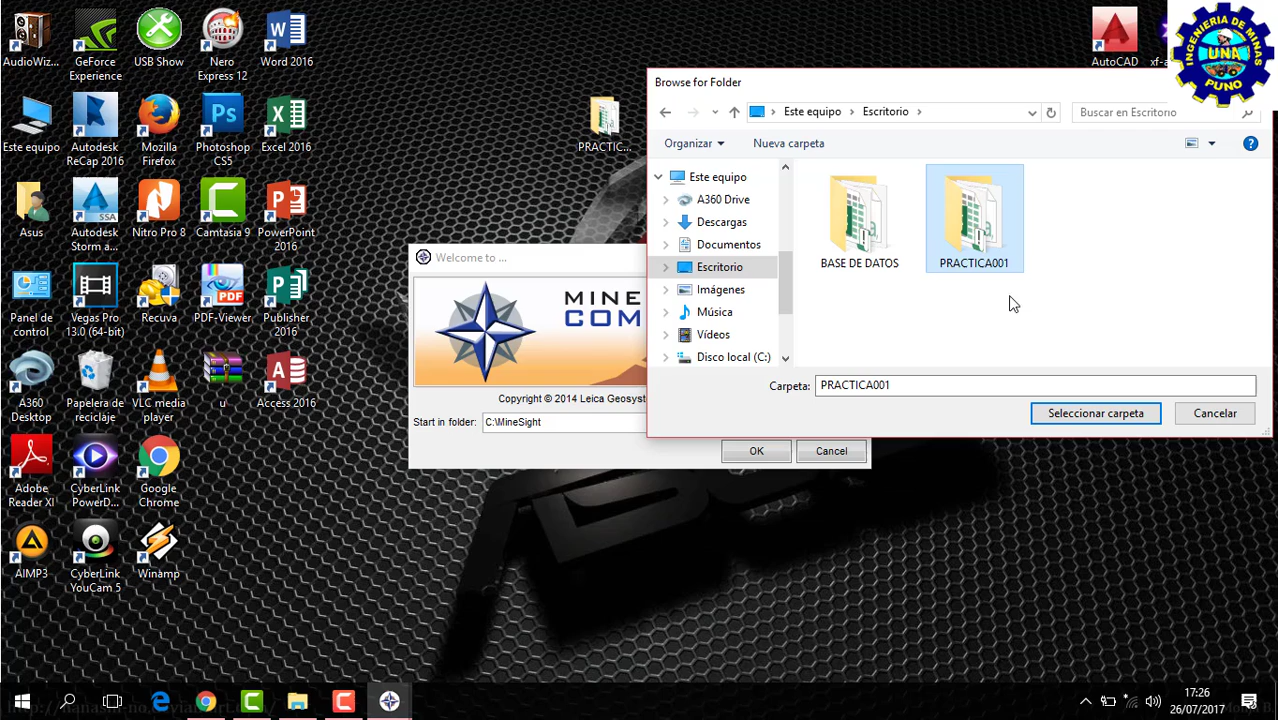 AudioWiz...
GeForce
Experience
USB Show
Nero
Express 12
Word 2016
Este equipo
Autodesk
ReCap 2016
Mozilla
Firefox
Photoshop
CS5
Excel 2016
Asus
Autodesk
Storm a...
Nitro Pro 8
Camtasia 9
PowerPoint
2016
Panel de
control
Vegas Pro
13.0 (64-bit)
Recuva
PDF-Viewer
Publisher
2016
A360
Desktop
Papelera de
reciclaje
VLC media
player
u
Access 2016
Adobe
Reader XI
CyberLink
PowerD...
Google
Chrome
AIMP3
CyberLink
YouCam 5
Winamp
PRACTIC...
AutoCAD
xf-a
INGENIERIA DE MINAS
UNA
PUNO
Welcome to ...
MINE
COM
Copyright © 2014 Leica Geosyst
Start in folder:
C:\MineSight
OK
Cancel
Browse for Folder
Este equipo
Escritorio
Buscar en Escritorio
Organizar
Nueva carpeta
Este equipo
A360 Drive
Descargas
Documentos
Escritorio
Imágenes
Música
Vídeos
Disco local (C:)
BASE DE DATOS
PRACTICA001
Carpeta:
PRACTICA001
Seleccionar carpeta
Cancelar
17:26
26/07/2017